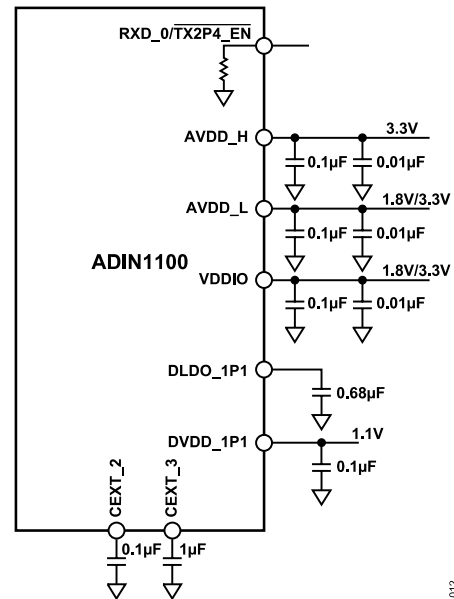 RXD_0/TX2P4_EN
AVDD_H
3.3V
0.1µF 0.01µF
AVDD_L
1.8V/3.3V
0.1µF 0.01µF
ADIN1100
VDDIO
1.8V/3.3V
0.1µF 0.01µF
DLDO_1P1
0.68µF
DVDD_1P1
1.1V
0.1µF
CEXT_2
CEXT_3
0.1µF 1µF
012